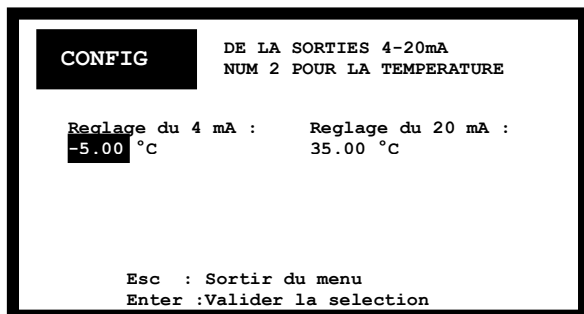 CONFIG
DE LA SORTIES 4-20mA
NUM 2 POUR LA TEMPERATURE
Reglage du 4 mA : Reglage du 20 mA :
-5.00 °C 35.00 °C
Esc : Sortir du menu
Enter :Valider la selection